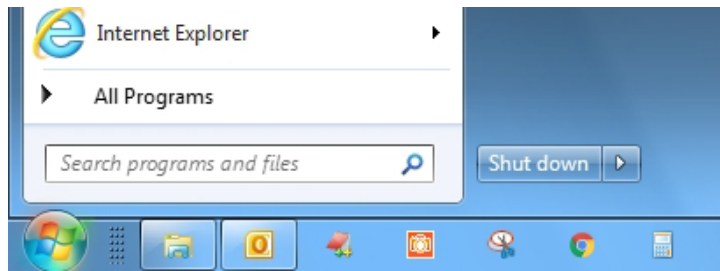 Internet Explorer
All Programs
Search programs and files
Shut down